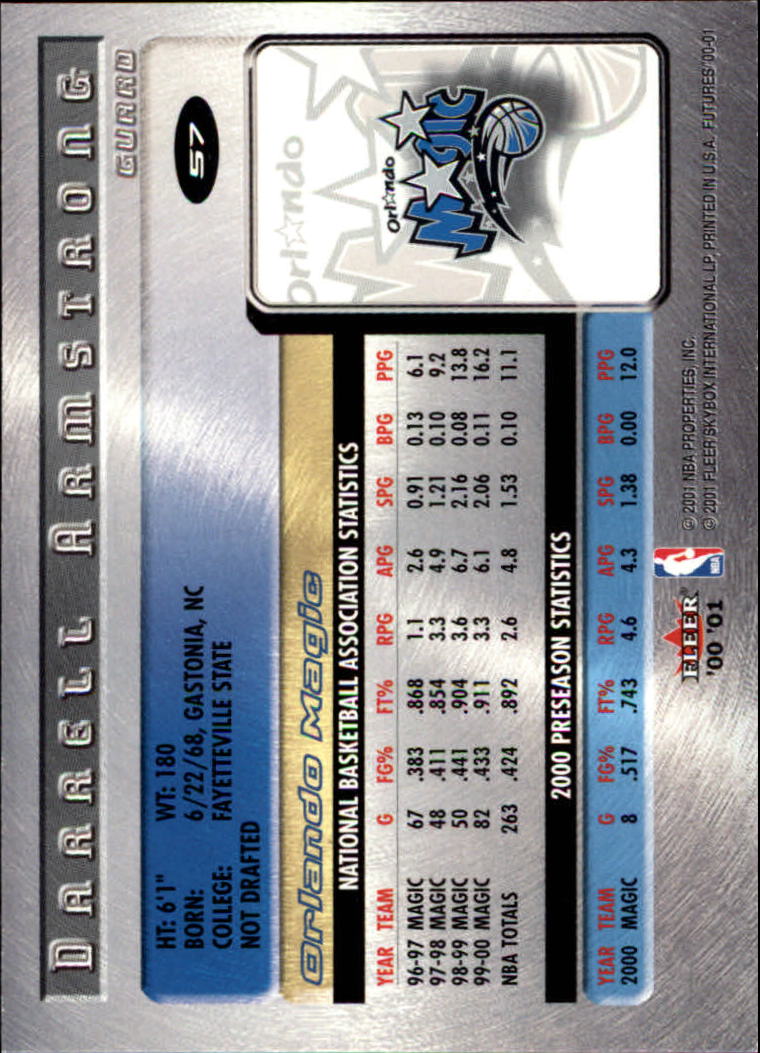 DARRELL ARMSTRONG
GUARD
57
HT: 6'1" WT: 180
BORN: 6/22/68, GASTONIA, NC
COLLEGE: FAYETTEVILLE STATE
NOT DRAFTED
Orlando
Orlando
Magic
Orlando Magic
NATIONAL BASKETBALL ASSOCIATION STATISTICS
YEAR TEAM G FG% FT% RPG APG SPG BPG PPG
96-97 MAGIC 67 .383 .868 1.1 2.6 0.91 0.13 6.1
97-98 MAGIC 48 .411 .854 3.3 4.9 1.21 0.10 9.2
98-99 MAGIC 50 .441 .904 3.6 6.7 2.16 0.08 13.8
99-00 MAGIC 82 .433 .911 3.3 6.1 2.06 0.11 16.2
NBA TOTALS 263 .424 .892 2.6 4.8 1.53 0.10 11.1
2000 PRESEASON STATISTICS
YEAR TEAM G FG% FT% RPG APG SPG BPG PPG
2000 MAGIC 8 .517 .743 4.6 4.3 1.38 0.00 12.0
FLEER
'00 '01
NBA
© 2001 NBA PROPERTIES, INC.
© 2001 FLEER/SKYBOX INTERNATIONAL LP, PRINTED IN U.S.A. FUTURES '00-01